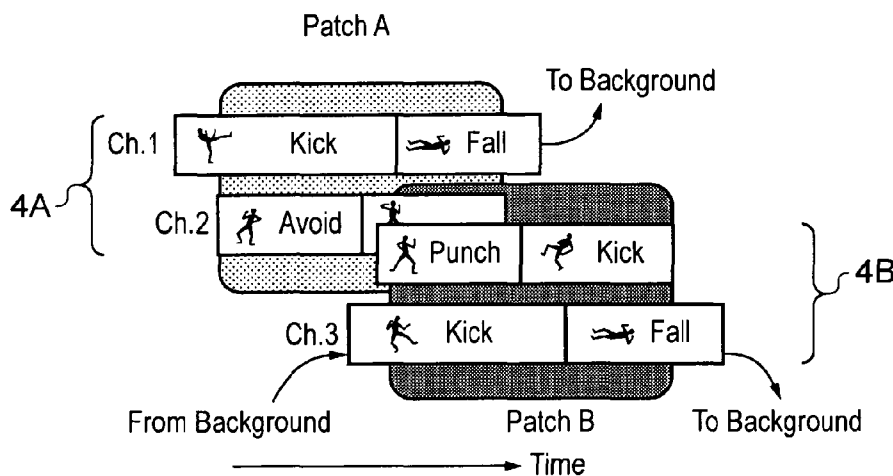 Patch A
To Background
Ch.1 Kick Fall
4A
Ch.2 Avoid
Punch Kick
4B
Ch.3 Kick Fall
From Background
Patch B
To Background
Time